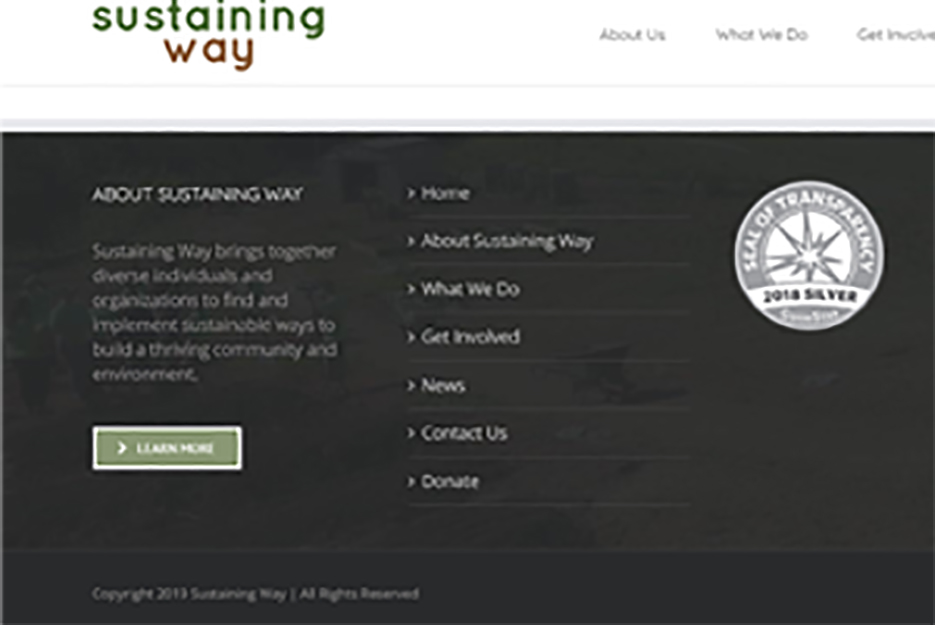 sustaining
way
About Us
What We Do
Get Involve
ABOUT SUSTAINING WAY
Sustaining Way brings together
diverse individuals and
organizations to find and
implement sustainable ways to
build a thriving community and
environment.
LEARN MORE
Home
About Sustaining Way
What We Do
Get Involved
News
Contact Us
Donate
SEAL OF TRANSPARENCY
2018 SILVER
GuideStar
Copyright 2019 Sustaining Way | All Rights Reserved